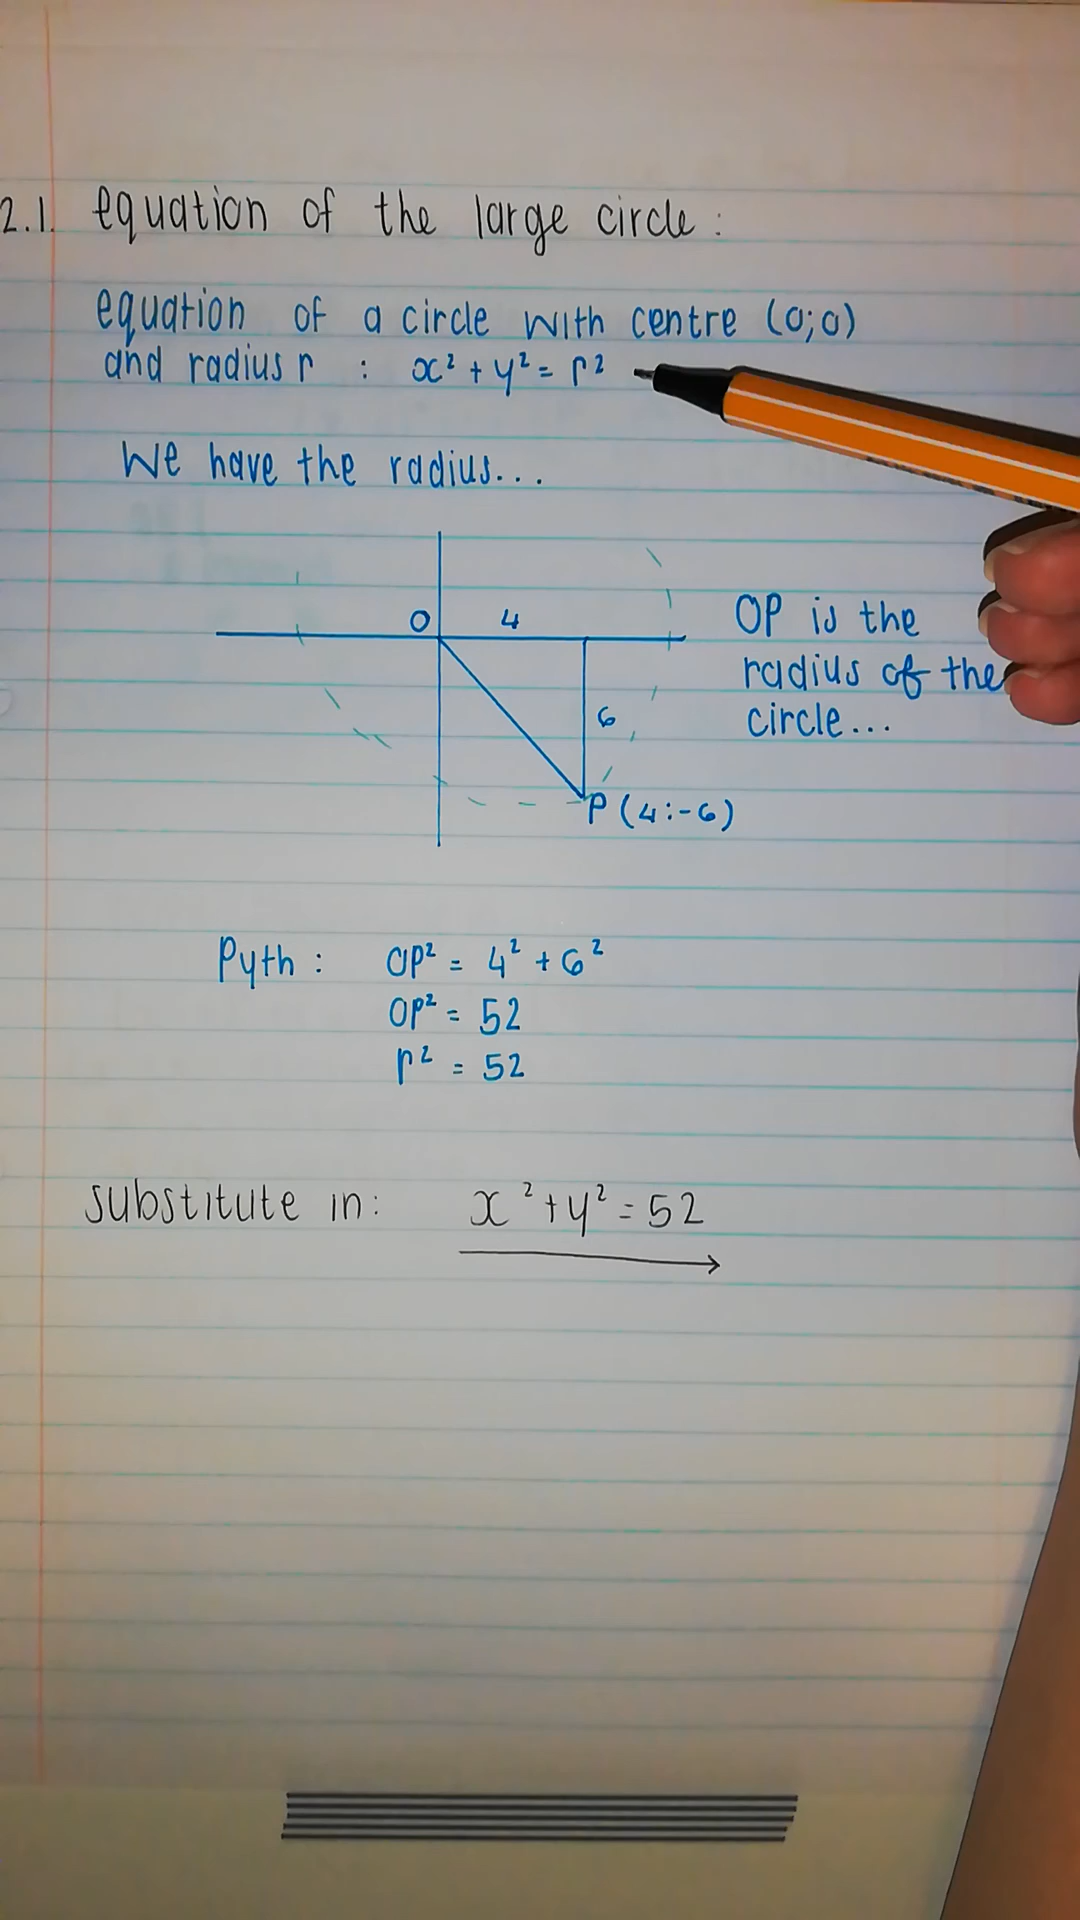 2.1. equation of the large circle :
equation of a circle with centre (0;0)
and radius r : x² + y² = r²
We have the radius...
O 4
OP is the
radius of the
circle...
6
P (4:-6)
Pyth : OP² = 4² + 6²
OP² = 52
r² = 52
substitute in: x² + y² = 52